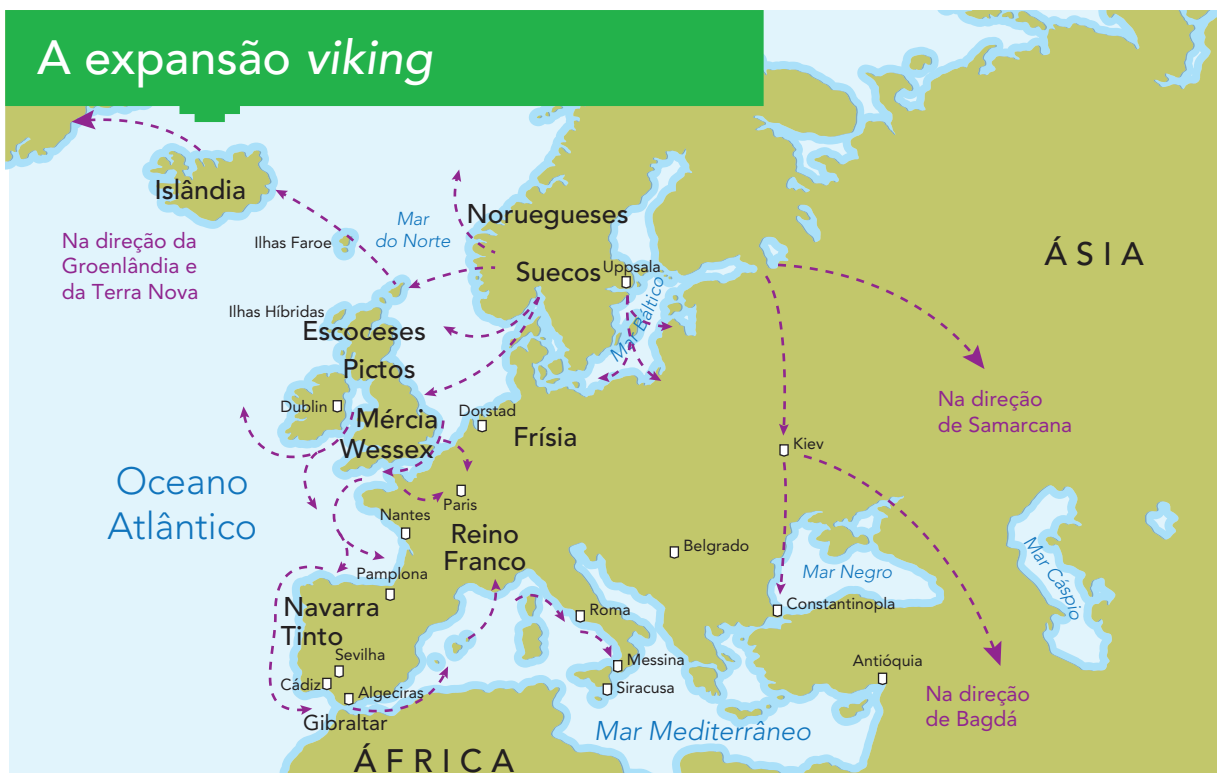 A expansão viking
Islândia
Na direção da
Groenlândia e
da Terra Nova
Ilhas Faroe
Mar
do Norte
Noruegueses
Suecos
Uppsala
Mar Báltico
ÁSIA
Ilhas Híbridas
Escoceses
Pictos
Dublin
Mércia
Wessex
Dorstad
Frísia
Na direção
de Samarcana
Kiev
Oceano
Atlântico
Paris
Nantes
Reino
Franco
Belgrado
Mar Negro
Mar Cáspio
Pamplona
Navarra
Tinto
Roma
Constantinopla
Sevilha
Messina
Antióquia
Cádiz
Algeciras
Siracusa
Na direção
de Bagdá
Gibraltar
Mar Mediterrâneo
ÁFRICA